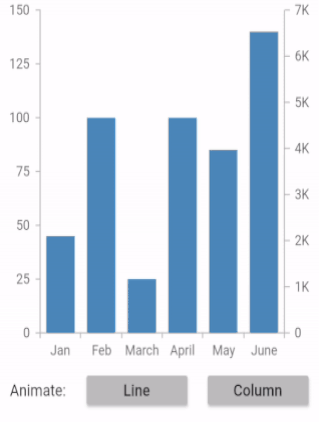 150
125
100
75
50
25
0
7K
6K
5K
4K
3K
2K
1K
0
Jan Feb March April May June
Animate: Line Column